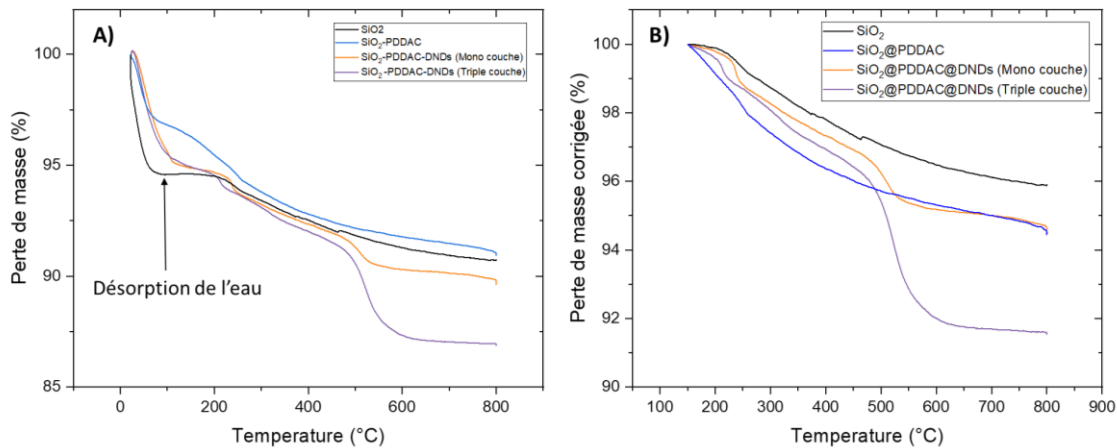 A)
SiO2
SiO2-PDDAC
SiO2-PDDAC-DNDs (Mono couche)
SiO2-PDDAC-DNDs (Triple couche)
Perte de masse (%)
100
95
90
85
Désorption de l'eau
0 200 400 600 800
Temperature (°C)
B)
SiO2
SiO2@PDDAC
SiO2@PDDAC@DNDs (Mono couche)
SiO2@PDDAC@DNDs (Triple couche)
Perte de masse corrigée (%)
100
98
96
94
92
90
100 200 300 400 500 600 700 800 900
Temperature (°C)